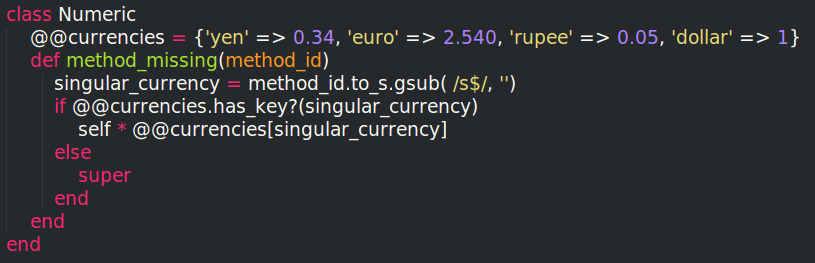 class Numeric
@@currencies = {'yen' => 0.34, 'euro' => 2.540, 'rupee' => 0.05, 'dollar' => 1}
def method_missing(method_id)
singular_currency = method_id.to_s.gsub( /s$/, '')
if @@currencies.has_key?(singular_currency)
self * @@currencies[singular_currency]
else
super
end
end
end